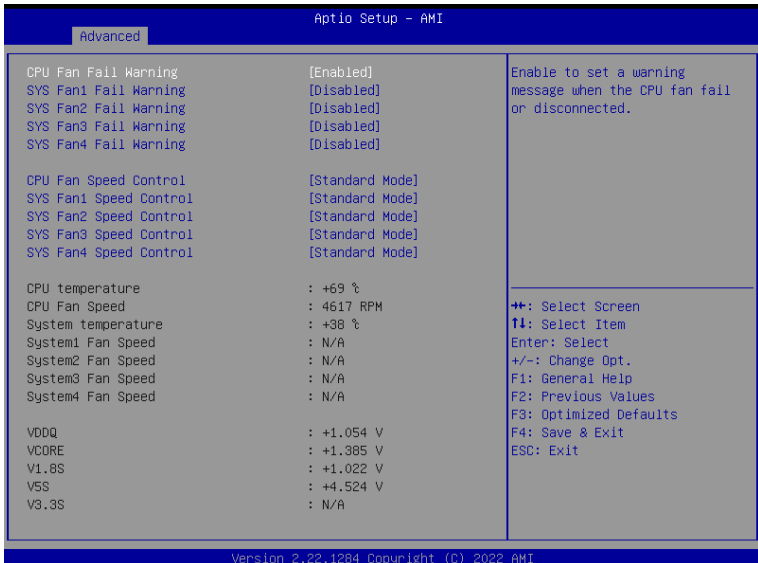 Aptio Setup – AMI
Advanced
CPU Fan Fail Warning [Enabled]
SYS Fan1 Fail Warning [Disabled]
SYS Fan2 Fail Warning [Disabled]
SYS Fan3 Fail Warning [Disabled]
SYS Fan4 Fail Warning [Disabled]
CPU Fan Speed Control [Standard Mode]
SYS Fan1 Speed Control [Standard Mode]
SYS Fan2 Speed Control [Standard Mode]
SYS Fan3 Speed Control [Standard Mode]
SYS Fan4 Speed Control [Standard Mode]
CPU temperature : +69 ℃
CPU Fan Speed : 4617 RPM
System temperature : +38 ℃
System1 Fan Speed : N/A
System2 Fan Speed : N/A
System3 Fan Speed : N/A
System4 Fan Speed : N/A
VDDQ : +1.054 V
VCORE : +1.385 V
V1.8S : +1.022 V
V5S : +4.524 V
V3.3S : N/A
Enable to set a warning
message when the CPU fan fail
or disconnected.
→←: Select Screen
↑↓: Select Item
Enter: Select
+/-: Change Opt.
F1: General Help
F2: Previous Values
F3: Optimized Defaults
F4: Save & Exit
ESC: Exit
Version 2.22.1284 Copyright (C) 2022 AMI